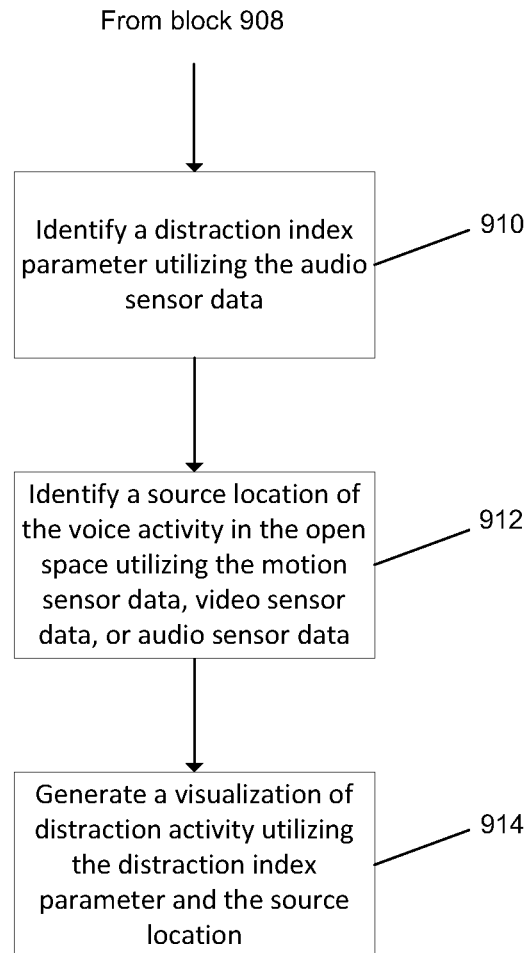 From block 908
Identify a distraction index
parameter utilizing the audio
sensor data
910
Identify a source location of
the voice activity in the open
space utilizing the motion
sensor data, video sensor
data, or audio sensor data
912
Generate a visualization of
distraction activity utilizing
the distraction index
parameter and the source
location
914